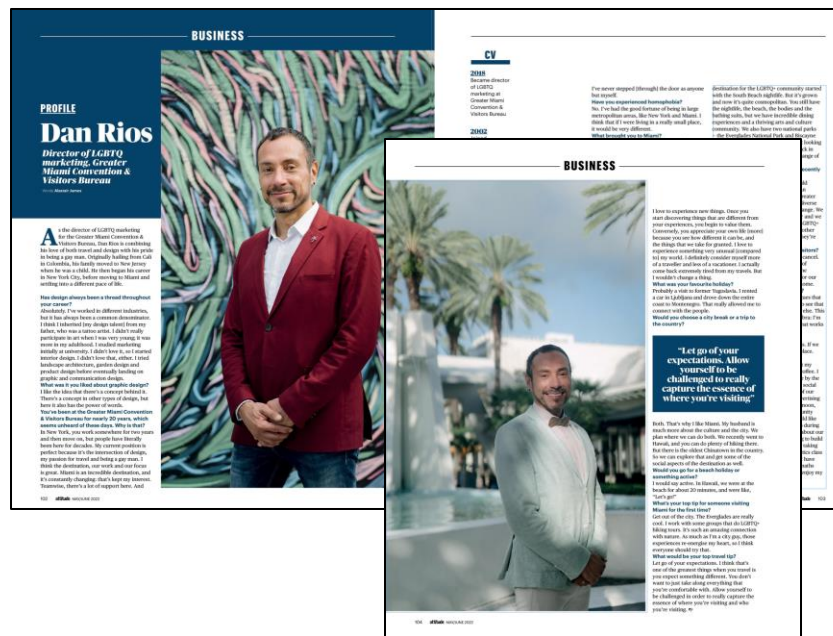 BUSINESS
PROFILE
Dan Rios
Director of LGBTQ
marketing, Greater
Miami Convention &
Visitors Bureau
Words Alastair James
As the director of LGBTQ marketing
for the Greater Miami Convention &
Visitors Bureau, Dan Rios is combining
his love of both travel and design with his pride
in being a gay man. Originally hailing from Cali
in Colombia, his family moved to New Jersey
when he was a child. He then began his career
in New York City, before moving to Miami and
settling into a different pace of life.
Has design always been a thread throughout
your career?
Absolutely. I've worked in different industries,
but it has always been a common denominator.
I think I inherited [my design talent] from my
father, who was a tattoo artist. I didn't really
participate in art when I was very young; it was
more in my adulthood. I studied marketing
initially at university. I didn't love it, so I started
interior design. I didn't love that, either. I tried
landscape architecture, garden design and
product design before eventually landing on
graphic and communication design.
What was it you liked about graphic design?
I like the idea that there's a concept behind it.
There's a concept in other types of design, but
here it also has the power of words.
You've been at the Greater Miami Convention
& Visitors Bureau for nearly 20 years, which
seems unheard of these days. Why is that?
In New York, you work somewhere for two years
and then move on, but people have literally
been here for decades. My current position is
perfect because it's the intersection of design,
my passion for travel and being a gay man. I
think the destination, our work and our focus
is great. Miami is an incredible destination, and
it's constantly changing; that's kept my interest.
Teamwise, there's a lot of support here. And
102 attitude MAY/JUNE 2023
CV
2018
Became director
of LGBTQ
marketing at
Greater Miami
Convention &
Visitors Bureau
2002
I've never stepped [through] the door as anyone
but myself.
Have you experienced homophobia?
No. I've had the good fortune of being in large
metropolitan areas, like New York and Miami. I
think that if I were living in a really small place,
it would be very different.
What brought you to Miami?
destination for the LGBTQ+ community started
with the South Beach nightlife. But it's grown
and now it's quite cosmopolitan. You still have
the nightlife, the beach, the bodies and the
bathing suits, but we have incredible dining
experiences and a thriving arts and culture
community. We also have two national parks
– the Everglades National Park and Biscayne
looking
103
BUSINESS
I love to experience new things. Once you
start discovering things that are different from
your experiences, you begin to value them.
Conversely, you appreciate your own life [more]
because you see how different it can be, and
the things that we take for granted. I love to
experience something very unusual [compared
to] my world. I definitely consider myself more
of a traveller and less of a vacationer. I actually
come back extremely tired from my travels. But
I wouldn't change a thing.
What was your favourite holiday?
Probably a visit to former Yugoslavia. I rented
a car in Ljubljana and drove down the entire
coast to Montenegro. That really allowed me to
connect with the people.
Would you choose a city break or a trip to
the country?
"Let go of your
expectations. Allow
yourself to be
challenged to really
capture the essence of
where you're visiting"
Both. That's why I like Miami. My husband is
much more about the culture and the city. We
plan where we can do both. We recently went to
Hawaii, and you can do plenty of hiking there.
But there is the oldest Chinatown in the country.
So we can explore that and get some of the
social aspects of the destination as well.
Would you go for a beach holiday or
something active?
I would say active. In Hawaii, we were at the
beach for about 20 minutes, and were like,
"Let's go!"
What's your top tip for someone visiting
Miami for the first time?
Get out of the city. The Everglades are really
cool. I work with some groups that do LGBTQ+
hiking tours. It's such an amazing connection
with nature. As much as I'm a city guy, those
experiences re-energise my heart, so I think
everyone should try that.
What would be your top travel tip?
Let go of your expectations. I think that's
one of the greatest things when you travel is
you expect something different. You don't
want to just take along everything that
you're comfortable with. Allow yourself to
be challenged in order to really capture the
essence of where you're visiting and who
you're visiting.
104 attitude MAY/JUNE 2023